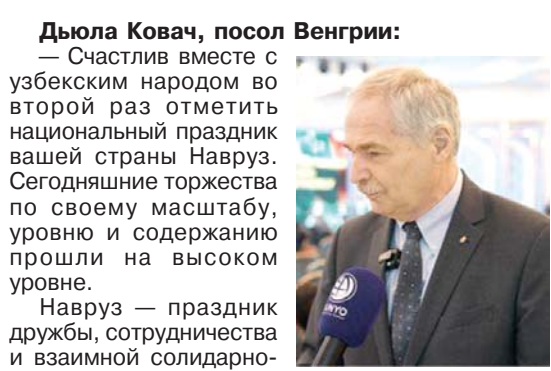 Дьюла Ковач, посол Венгрии:
— Счастлив вместе с
узбекским народом во
второй раз отметить
национальный праздник
вашей страны Навруз.
Сегодняшние торжества
по своему масштабу,
уровню и содержанию
прошли на высоком
уровне.
Навруз — праздник
дружбы, сотрудничества
и взаимной солидарно-